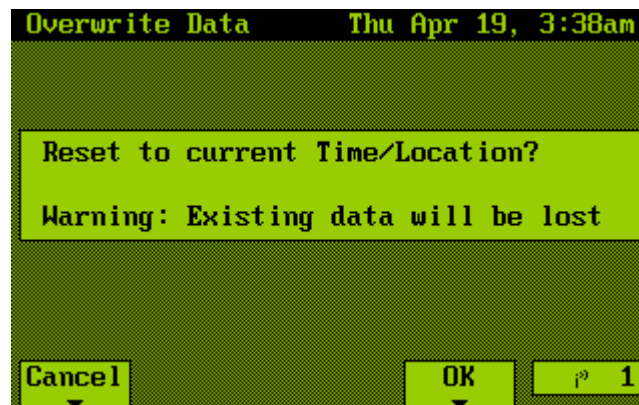 Overwrite Data Thu Apr 19, 3:38am
Reset to current Time/Location?
Warning: Existing data will be lost
Cancel OK 1